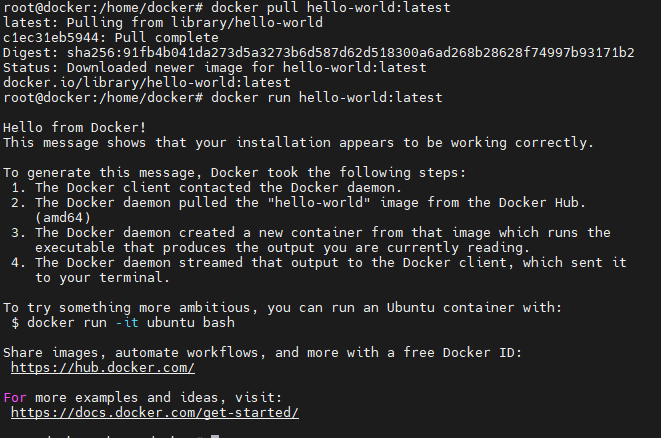 root@docker:/home/docker# docker pull hello-world:latest
latest: Pulling from library/hello-world
c1ec31eb5944: Pull complete
Digest: sha256:91fb4b041da273d5a3273b6d587d62d518300a6ad268b28628f74997b93171b2
Status: Downloaded newer image for hello-world:latest
docker.io/library/hello-world:latest
root@docker:/home/docker# docker run hello-world:latest
Hello from Docker!
This message shows that your installation appears to be working correctly.
To generate this message, Docker took the following steps:
1. The Docker client contacted the Docker daemon.
2. The Docker daemon pulled the "hello-world" image from the Docker Hub.
(amd64)
3. The Docker daemon created a new container from that image which runs the
executable that produces the output you are currently reading.
4. The Docker daemon streamed that output to the Docker client, which sent it
to your terminal.
To try something more ambitious, you can run an Ubuntu container with:
$ docker run -it ubuntu bash
Share images, automate workflows, and more with a free Docker ID:
https://hub.docker.com/
For more examples and ideas, visit:
https://docs.docker.com/get-started/